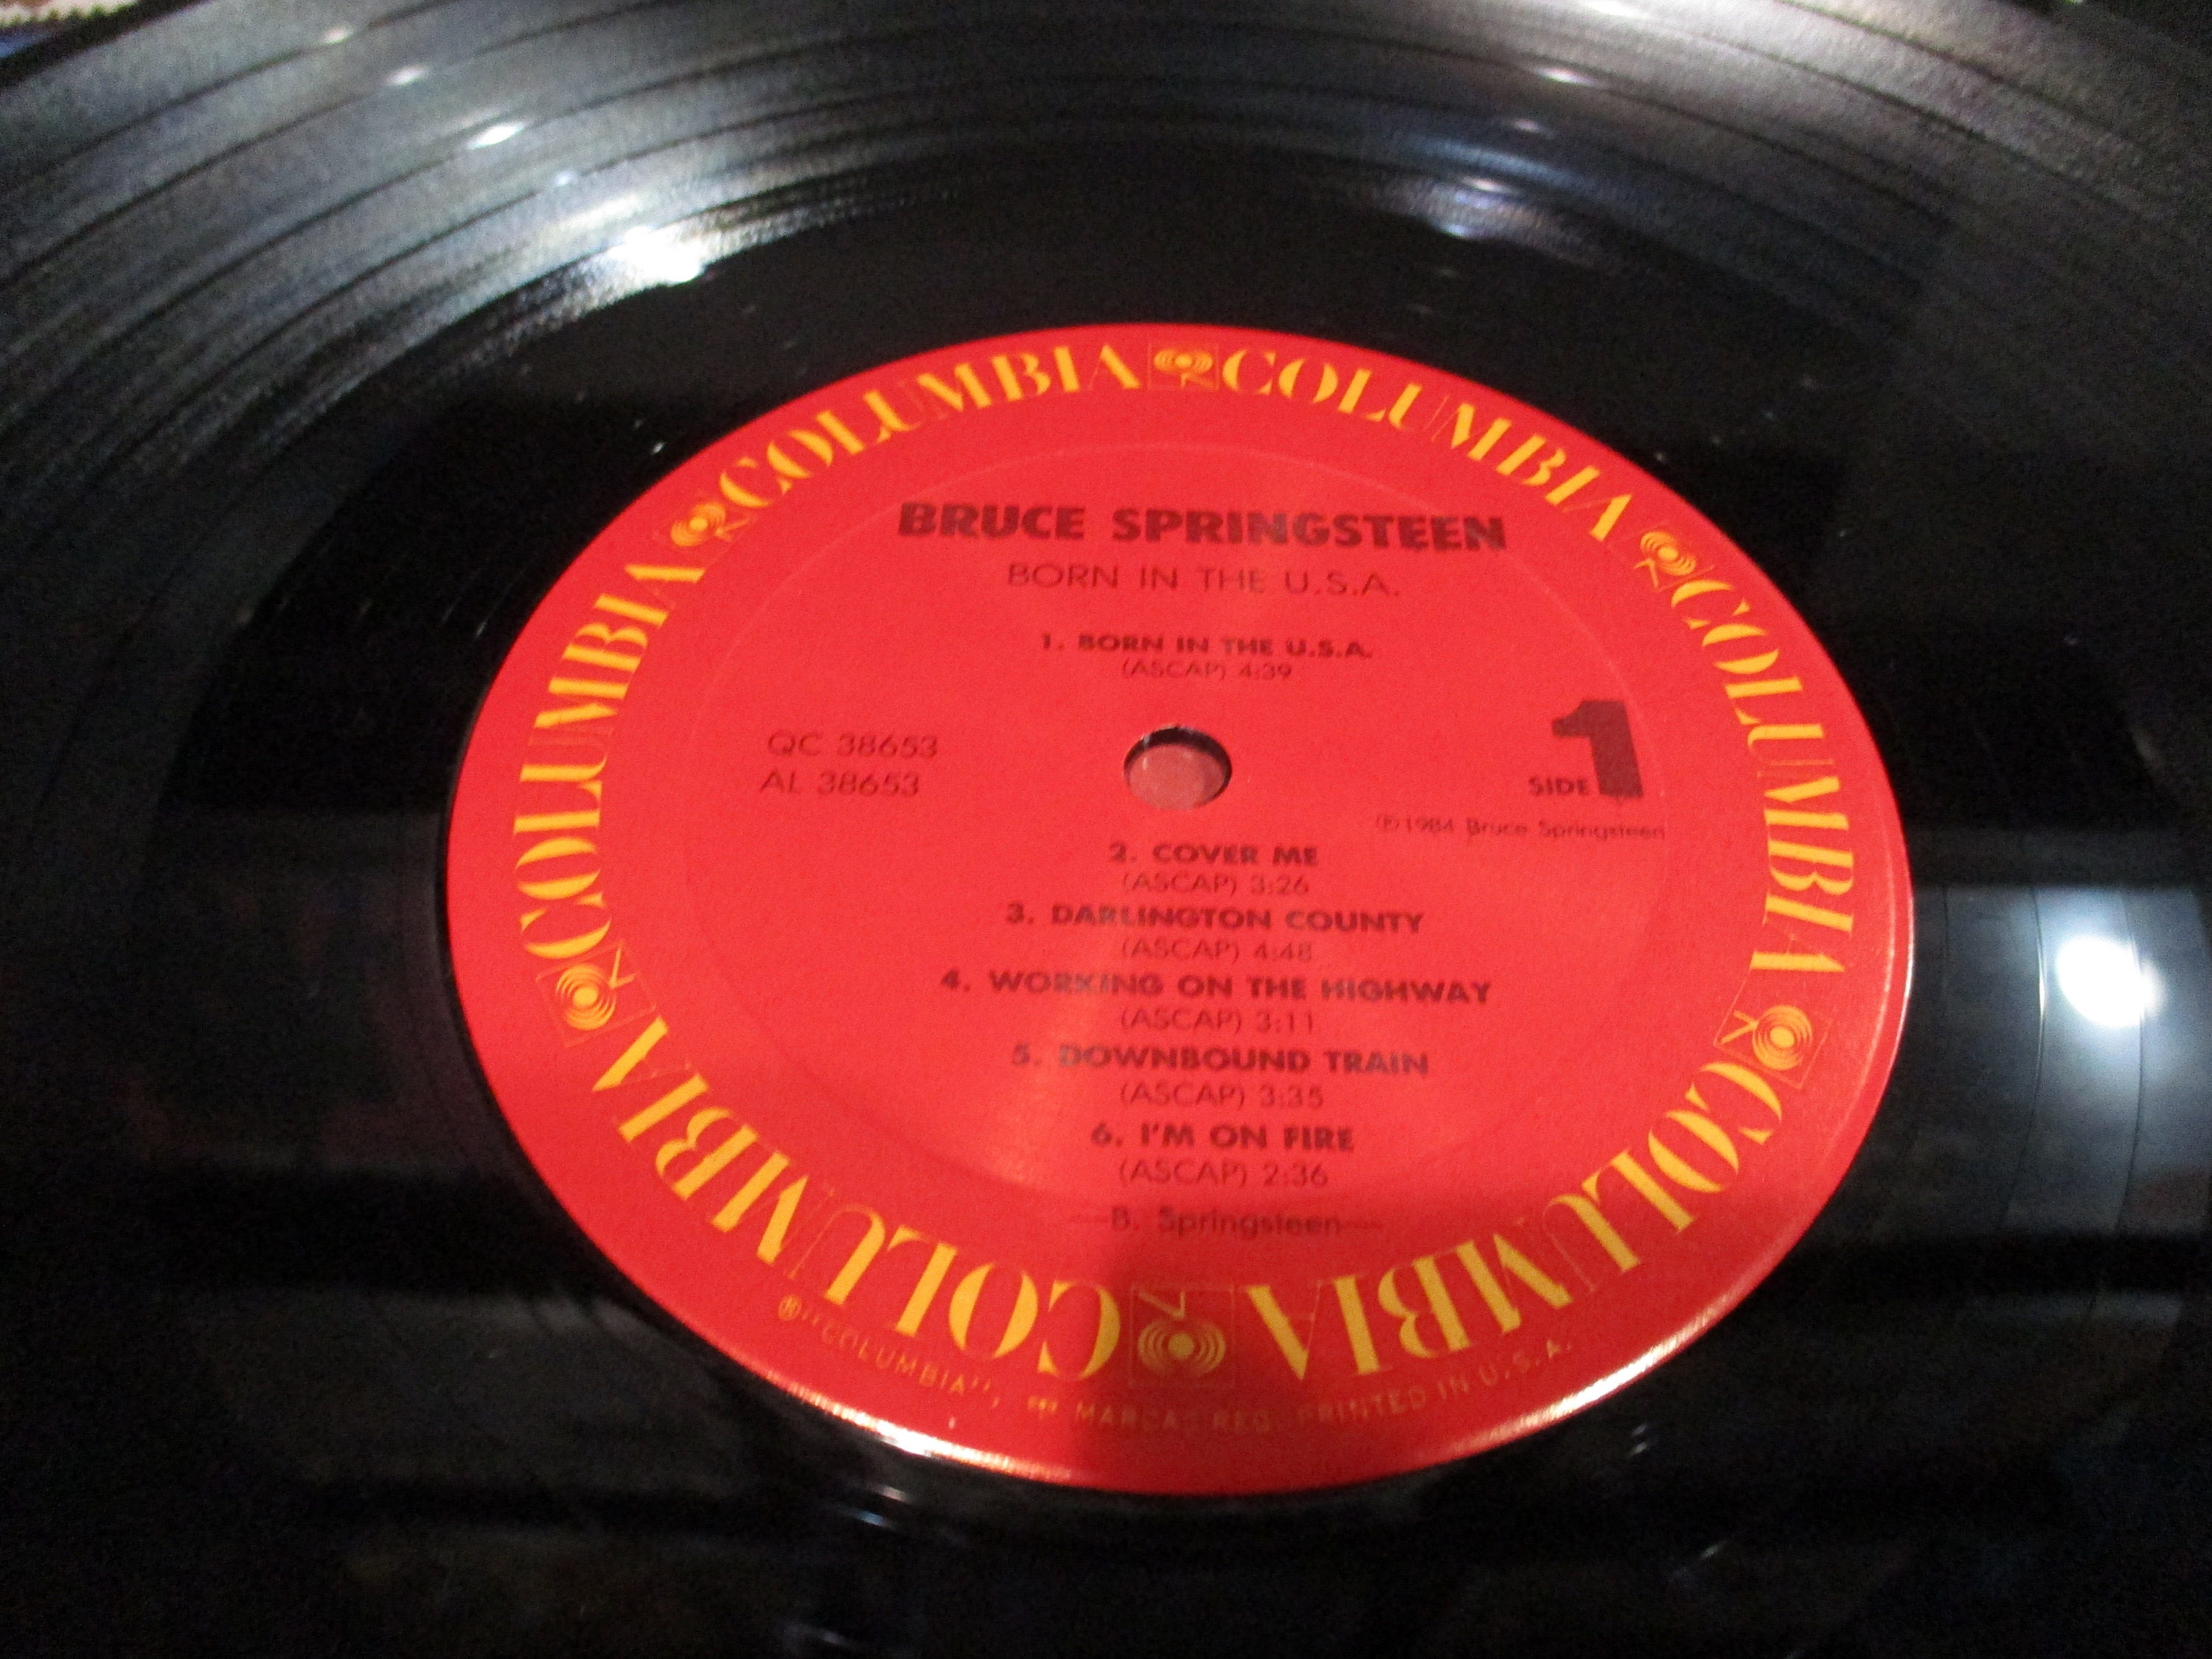 COLUMBIA COLUMBIA COLUMBIA COLUMBIA COLUMBIA COLUMBIA
BRUCE SPRINGSTEEN
BORN IN THE U.S.A.
1. BORN IN THE U.S.A.
(ASCAP) 4:39
QC 38653
AL 38653
SIDE 1
Ⓟ1984 Bruce Springsteen
2. COVER ME
(ASCAP) 3:26
3. DARLINGTON COUNTY
(ASCAP) 4:48
4. WORKING ON THE HIGHWAY
(ASCAP) 3:11
5. DOWNBOUND TRAIN
(ASCAP) 3:35
6. I'M ON FIRE
(ASCAP) 2:36
—B. Springsteen—
® "COLUMBIA", MARCAS REG. PRINTED IN U.S.A.